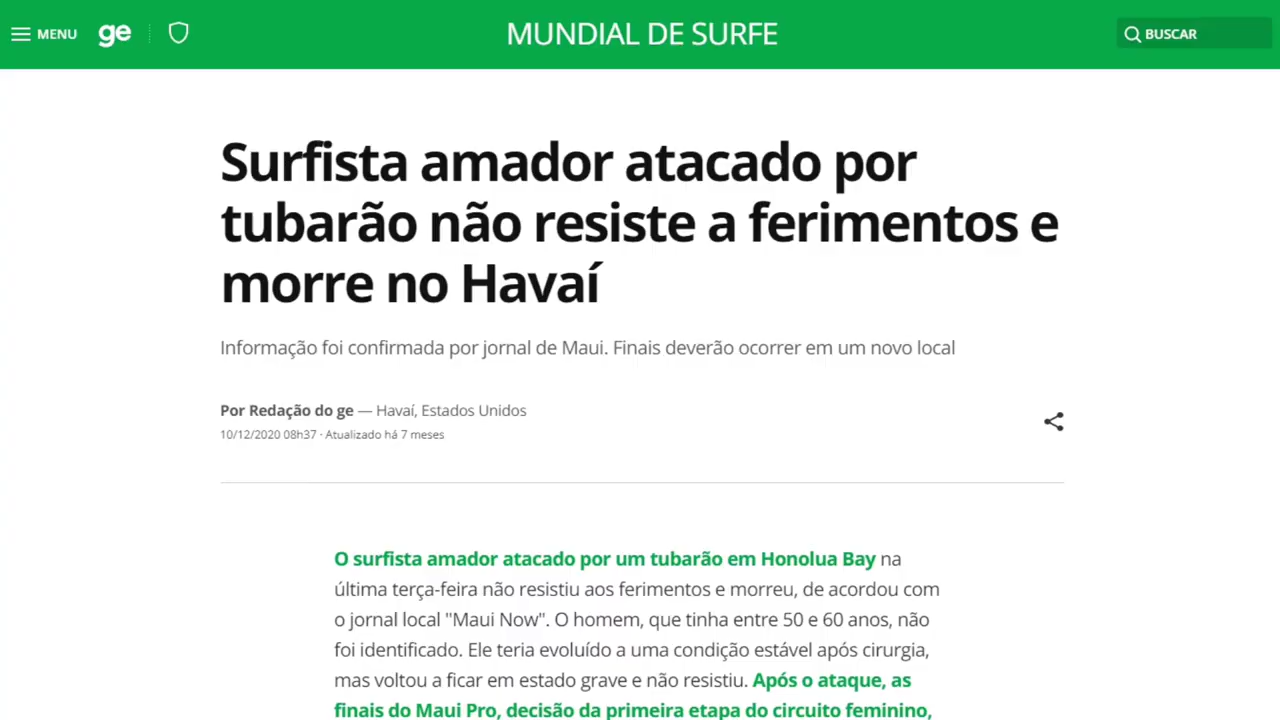 MENU ge MUNDIAL DE SURFE BUSCAR
Surfista amador atacado por
tubarão não resiste a ferimentos e
morre no Havaí
Informação foi confirmada por jornal de Maui. Finais deverão ocorrer em um novo local
Por Redação do ge — Havaí, Estados Unidos
10/12/2020 08h37 · Atualizado há 7 meses
O surfista amador atacado por um tubarão em Honolua Bay na
última terça-feira não resistiu aos ferimentos e morreu, de acordo com
o jornal local "Maui Now". O homem, que tinha entre 50 e 60 anos, não
foi identificado. Ele teria evoluído a uma condição estável após cirurgia,
mas voltou a ficar em estado grave e não resistiu. Após o ataque, as
finais do Maui Pro, decisão da primeira etapa do circuito feminino,